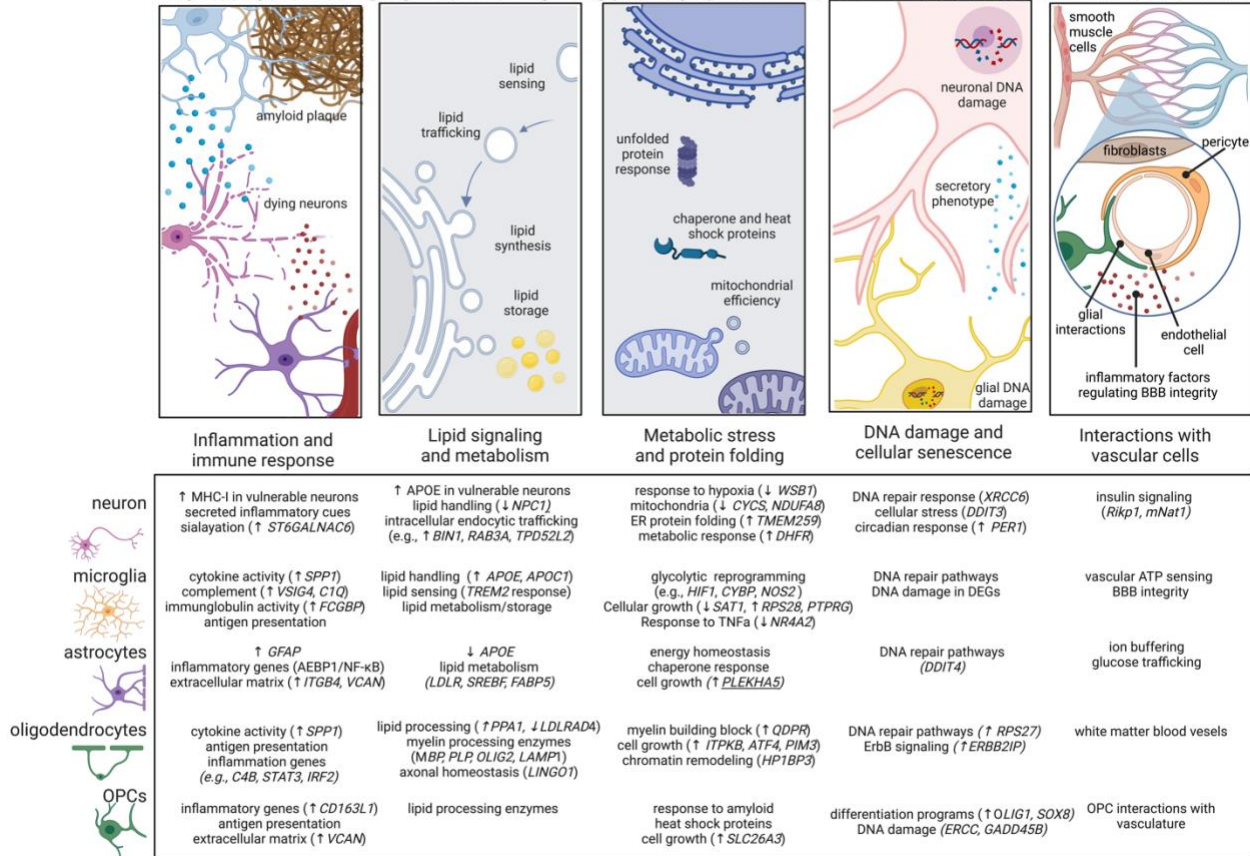 amyloid plaque
dying neurons
lipid
sensing
lipid
trafficking
lipid
synthesis
lipid
storage
unfolded
protein
response
chaperone and heat
shock proteins
mitochondrial
efficiency
neuronal DNA
damage
secretory
phenotype
glial DNA
damage
smooth
muscle
cells
fibroblasts
pericyte
glial
interactions
endothelial
cell
inflammatory factors
regulating BBB integrity
Inflammation and
immune response
Lipid signaling
and metabolism
Metabolic stress
and protein folding
DNA damage and
cellular senescence
Interactions with
vascular cells
neuron
↑ MHC-I in vulnerable neurons
secreted inflammatory cues
sialayation (↑ ST6GALNAC6)
↑ APOE in vulnerable neurons
lipid handling (↓NPC1)
intracellular endocytic trafficking
(e.g., ↑BIN1, RAB3A, TPD52L2)
response to hypoxia (↓ WSB1)
mitochondria (↓ CYCS, NDUFA8)
ER protein folding (↑TMEM259)
metabolic response (↑DHFR)
DNA repair response (XRCC6)
cellular stress (DDIT3)
circadian response (↑ PER1)
insulin signaling
(Rikp1, mNat1)
microglia
cytokine activity (↑SPP1)
complement (↑VSIG4, C1Q)
immunglobulin activity (↑FCGBP)
antigen presentation
lipid handling (↑ APOE, APOC1)
lipid sensing (TREM2 response)
lipid metabolism/storage
glycolytic reprogramming
(e.g., HIF1, CYBP, NOS2 )
Cellular growth (↓SAT1, ↑RPS28, PTPRG)
Response to TNFa (↓NR4A2)
DNA repair pathways
DNA damage in DEGs
vascular ATP sensing
BBB integrity
astrocytes
↑ GFAP
inflammatory genes (AEBP1/NF-κB)
extracellular matrix (↑ITGB4, VCAN)
↓ APOE
lipid metabolism
(LDLR, SREBF, FABP5)
energy homeostasis
chaperone response
cell growth (↑PLEKHA5)
DNA repair pathways
(DDIT4)
ion buffering
glucose trafficking
oligodendrocytes
cytokine activity (↑SPP1)
antigen presentation
inflammation genes
(e.g., C4B, STAT3, IRF2)
lipid processing (↑PPA1, ↓LDLRAD4)
myelin processing enzymes
(MBP, PLP, OLIG2, LAMP1)
axonal homeostasis (LINGO1)
myelin building block (↑QDPR)
cell growth (↑ ITPKB, ATF4, PIM3)
chromatin remodeling (HP1BP3)
DNA repair pathways (↑ RPS27)
ErbB signaling (↑ERBB2IP)
white matter blood vesels
OPCs
inflammatory genes (↑CD163L1)
antigen presentation
extracellular matrix (↑VCAN)
lipid processing enzymes
response to amyloid
heat shock proteins
cell growth (↑SLC26A3)
differentiation programs (↑OLIG1, SOX8)
DNA damage (ERCC, GADD45B)
OPC interactions with
vasculature